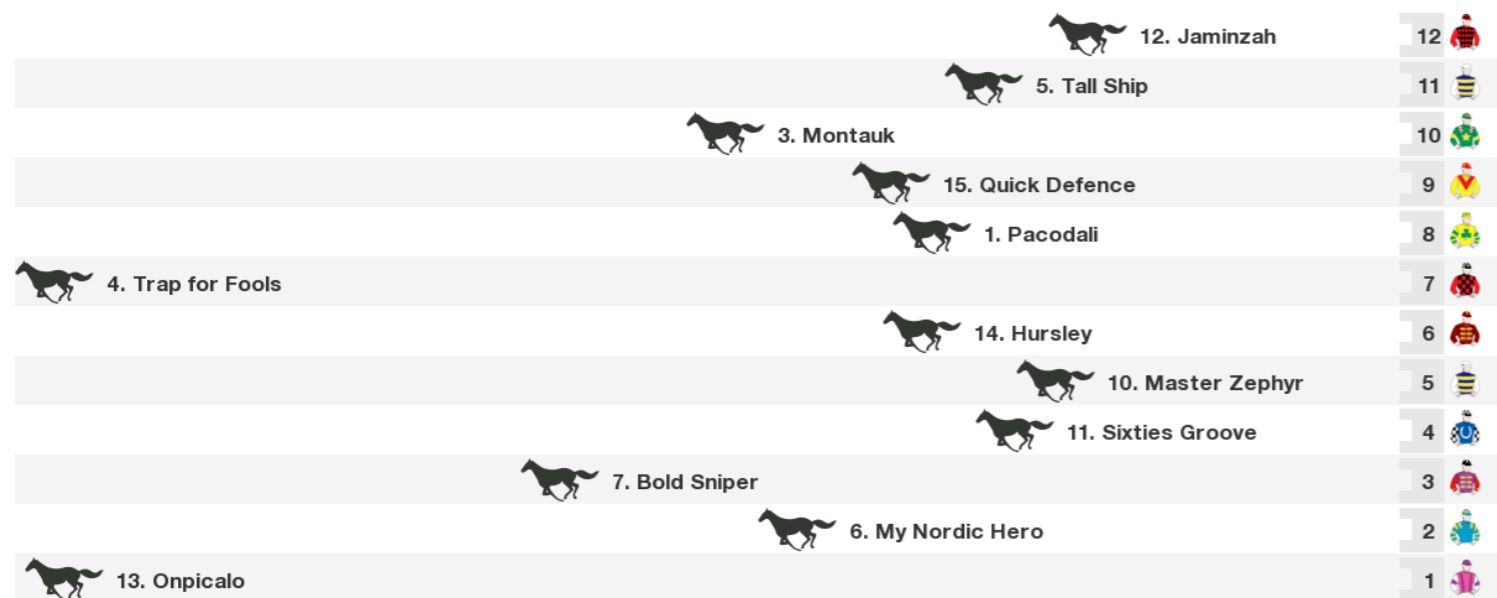 12. Jaminzah 12
5. Tall Ship 11
3. Montauk 10
15. Quick Defence 9
1. Pacodali 8
4. Trap for Fools 7
14. Hursley 6
10. Master Zephyr 5
11. Sixties Groove 4
7. Bold Sniper 3
6. My Nordic Hero 2
13. Onpicalo 1